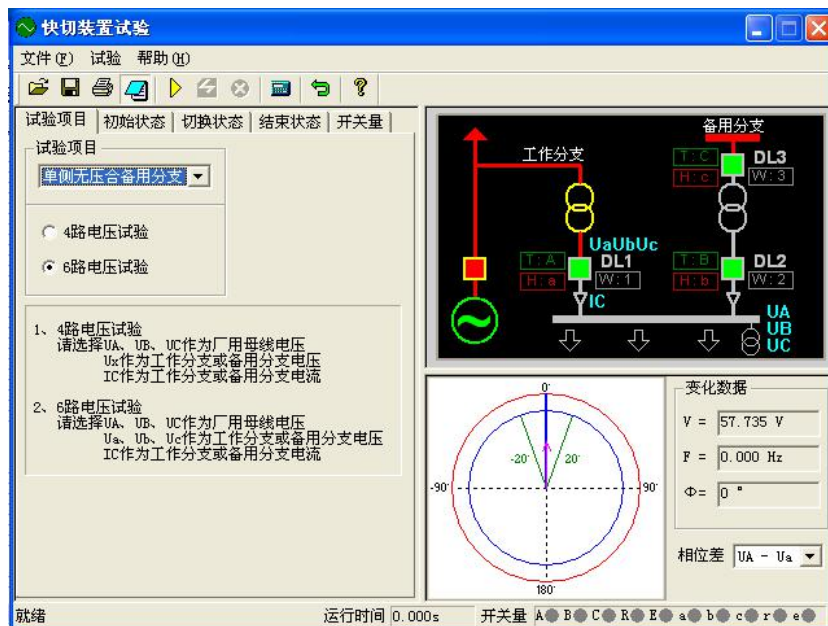 快切装置试验
文件(F) 试验 帮助(H)
试验项目 初始状态 切换状态 结束状态 开关量
试验项目
单侧无压合备用分支
4路电压试验
6路电压试验
1、4路电压试验
请选择UA、UB、UC作为厂用母线电压
Ux作为工作分支或备用分支电压
IC作为工作分支或备用分支电流
2、6路电压试验
请选择UA、UB、UC作为厂用母线电压
Ua、Ub、Uc作为工作分支或备用分支电压
IC作为工作分支或备用分支电流
备用分支
工作分支
T:C DL3
H:c W:3
UaUbUc
T:A DL1
H:a W:1
T:B DL2
H:b W:2
IC
UA
UB
UC
0°
-20° 20°
-90° 90°
180°
变化数据
V = 57.735 V
F = 0.000 Hz
Φ= 0 °
相位差 UA - Ua
就绪 运行时间 0.000s 开关量 A B C R E a b c r e